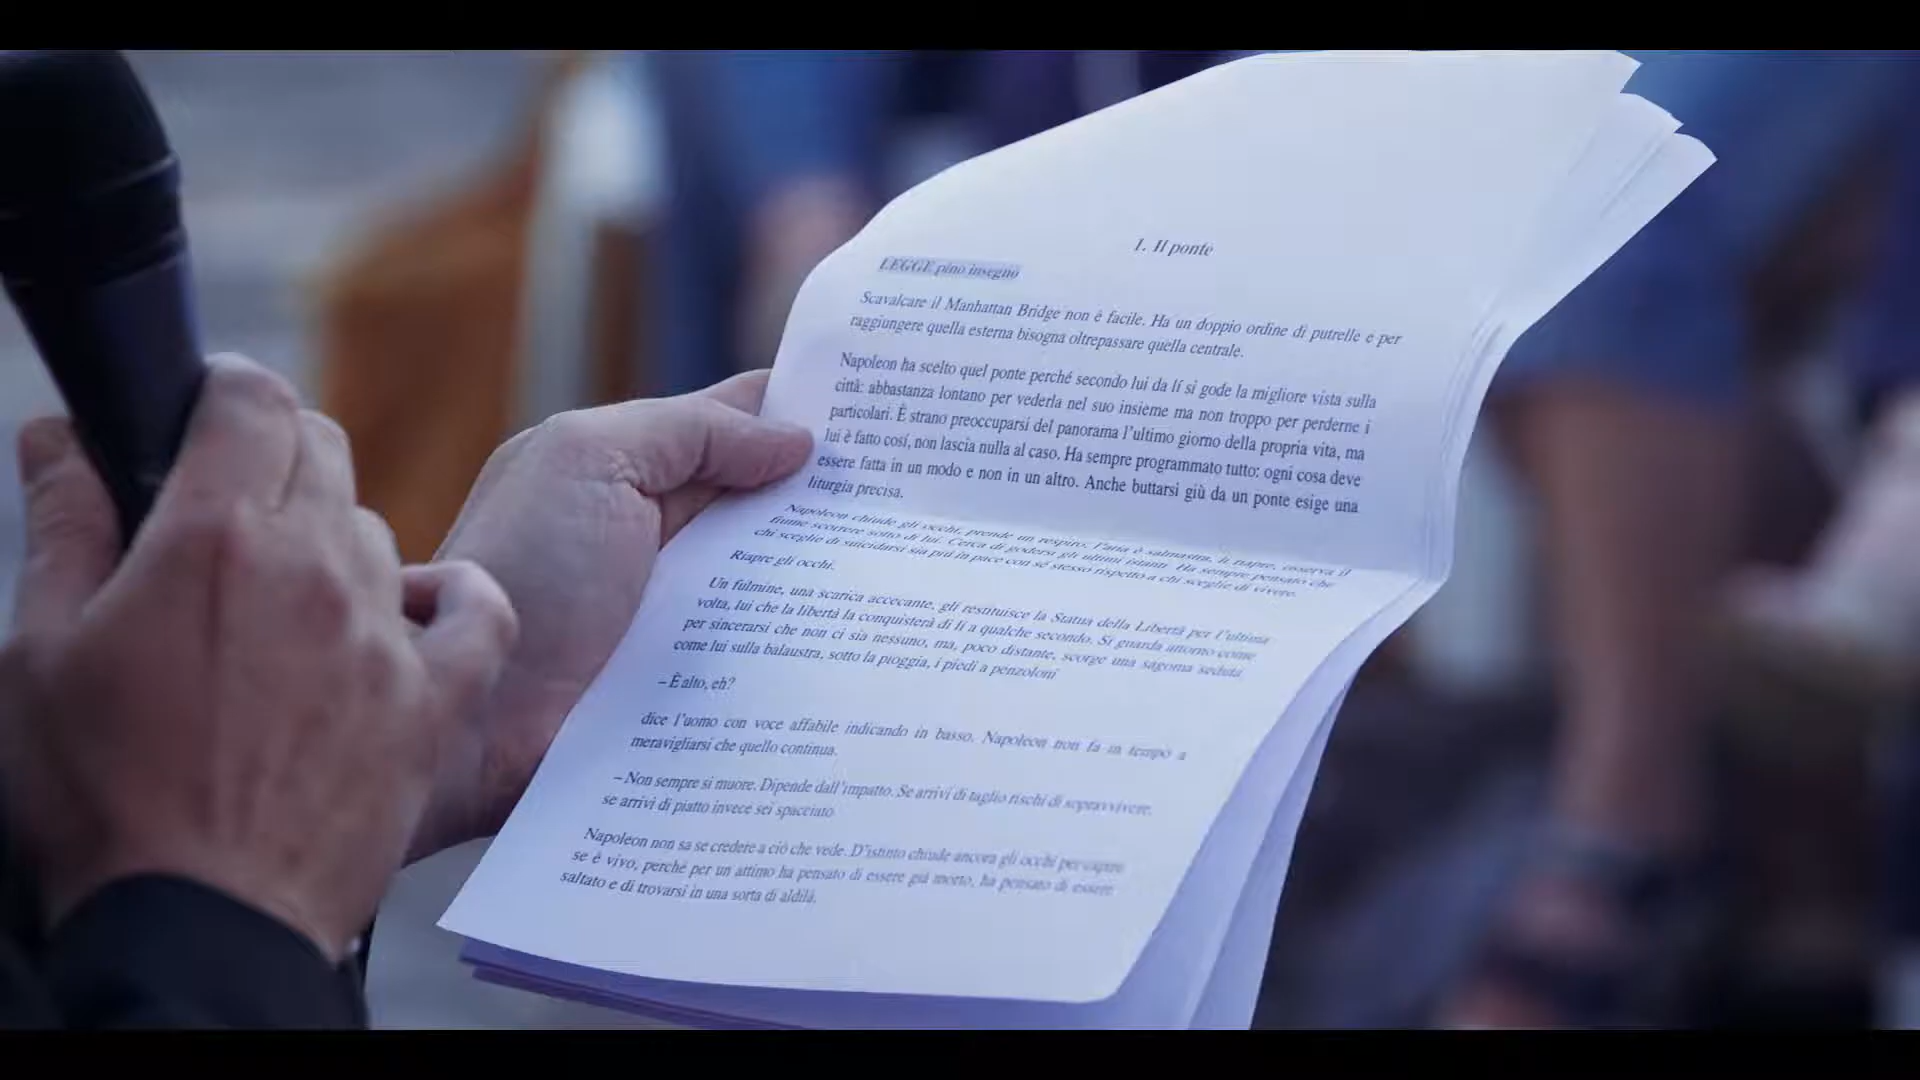 1. Il ponte
LEGGE pino insegno
Scavalcare il Manhattan Bridge non è facile. Ha un doppio ordine di putrelle e per
raggiungere quella esterna bisogna oltrepassare quella centrale.
Napoleon ha scelto quel ponte perché secondo lui da lí si gode la migliore vista sulla
città: abbastanza lontano per vederla nel suo insieme ma non troppo per perderne i
particolari. È strano preoccuparsi del panorama l'ultimo giorno della propria vita, ma
lui è fatto cosí, non lascia nulla al caso. Ha sempre programmato tutto: ogni cosa deve
essere fatta in un modo e non in un altro. Anche buttarsi giù da un ponte esige una
liturgia precisa.
Napoleon chiude gli occhi, prende un respiro, l'aria è salmastra, li riapre, osserva il
fiume scorrere sotto di lui. Cerca di godersi gli ultimi istanti. Ha sempre pensato che
chi sceglie di suicidarsi sia piú in pace con sé stesso rispetto a chi sceglie di vivere.
Riapre gli occhi.
Un fulmine, una scarica accecante, gli restituisce la Statua della Libertà per l'ultima
volta, lui che la libertà la conquisterà di lí a qualche secondo. Si guarda attorno come
per sincerarsi che non ci sia nessuno, ma, poco distante, scorge una sagoma seduta
come lui sulla balaustra, sotto la pioggia, i piedi a penzoloni
– È alto, eh?
dice l'uomo con voce affabile indicando in basso. Napoleon non fa in tempo a
meravigliarsi che quello continua.
– Non sempre si muore. Dipende dall'impatto. Se arrivi di taglio rischi di sopravvivere,
se arrivi di piatto invece sei spacciato
Napoleon non sa se credere a ciò che vede. D'istinto chiude ancora gli occhi per capire
se è vivo, perché per un attimo ha pensato di essere già morto, ha pensato di essere
saltato e di trovarsi in una sorta di aldilà.